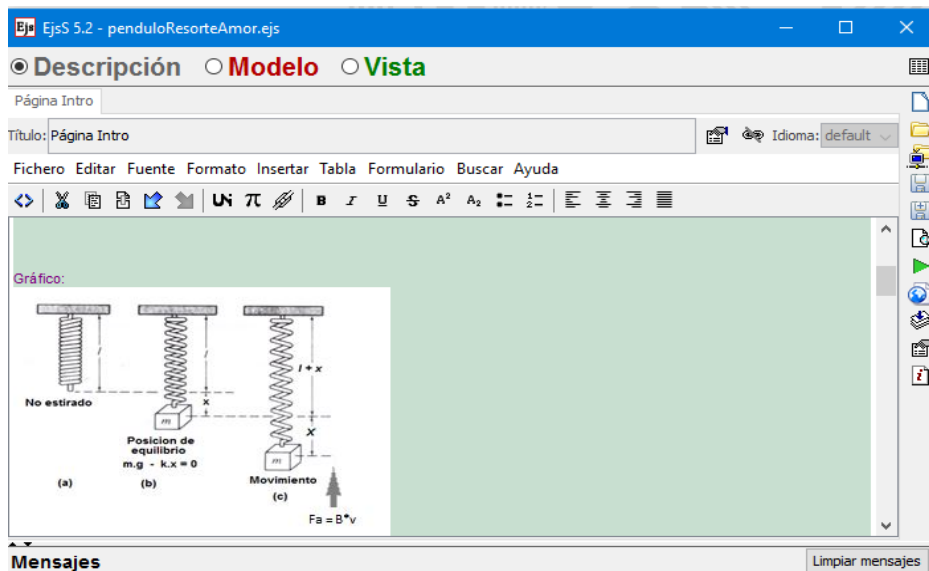 EjsS 5.2 - penduloResorteAmor.ejs
Descripción Modelo Vista
Página Intro
Título: Página Intro Idioma: default
Fichero Editar Fuente Formato Insertar Tabla Formulario Buscar Ayuda
Gráfico:
l l
l + x
No estirado x
m
Posicion de
equilibrio
m.g - k.x = 0
x
m
Movimiento
(a) (b) (c)
Fa = B*v
Mensajes Limpiar mensajes